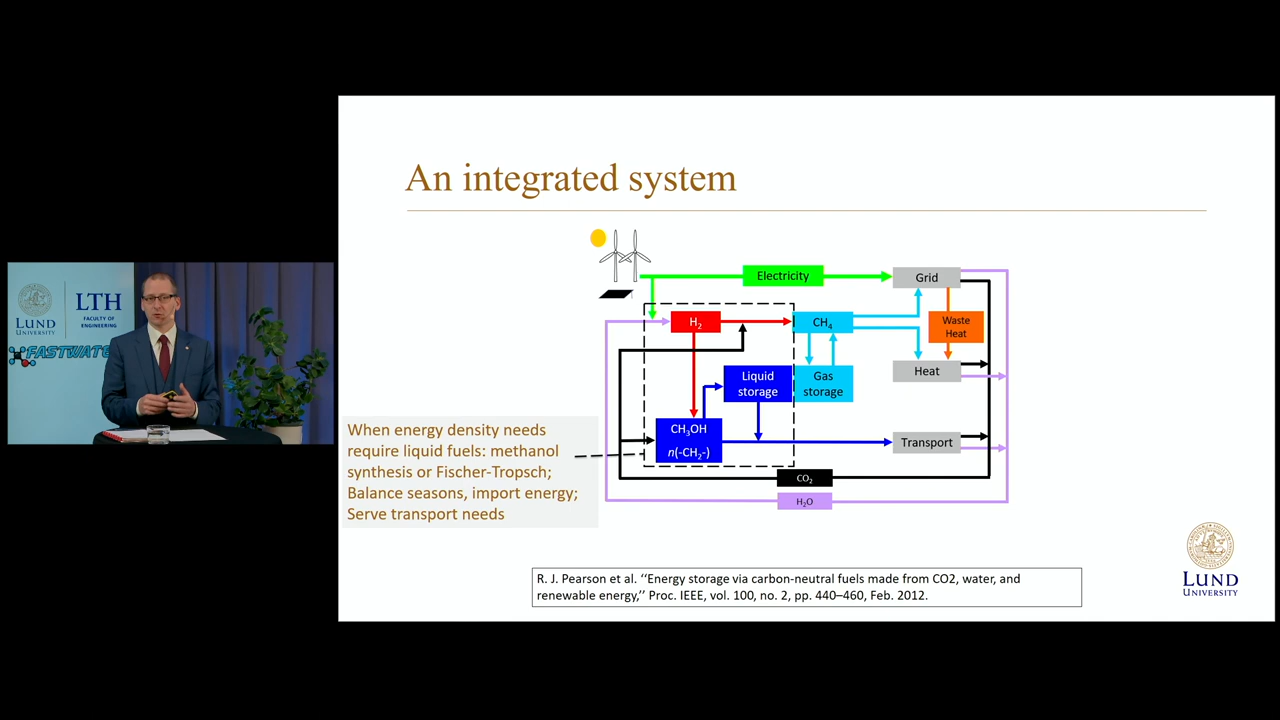 An integrated system
Electricity
Grid
H₂
CH₄
Waste
Heat
Liquid
storage
Gas
storage
Heat
CH₃OH
n(-CH₂-)
Transport
CO₂
H₂O
When energy density needs
require liquid fuels: methanol
synthesis or Fischer-Tropsch;
Balance seasons, import energy;
Serve transport needs
R. J. Pearson et al. ‘‘Energy storage via carbon-neutral fuels made from CO2, water, and
renewable energy,’’ Proc. IEEE, vol. 100, no. 2, pp. 440–460, Feb. 2012.
LUND
UNIVERSITY
LUND
UNIVERSITY
LTH
FACULTY OF
ENGINEERING
FASTWATE